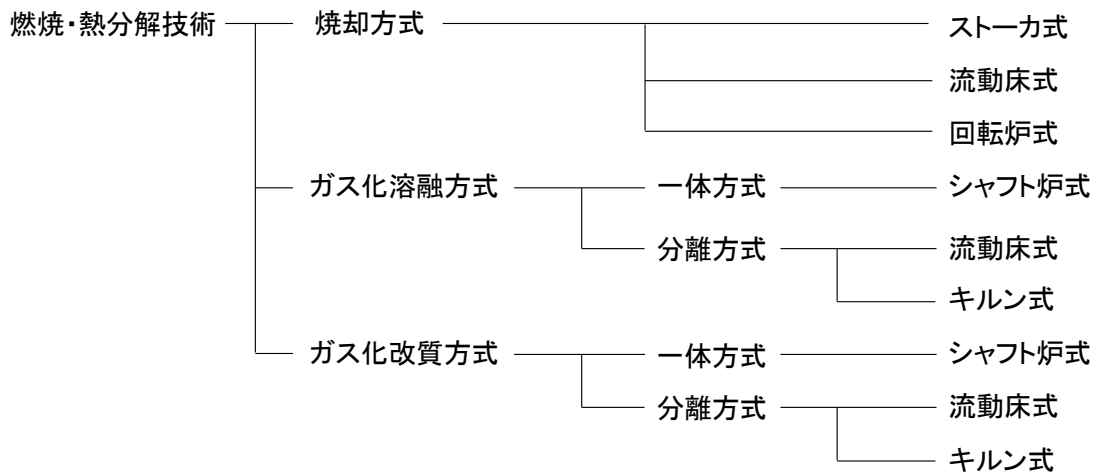 燃焼・熱分解技術 焼却方式 ストーカ式
流動床式
回転炉式
ガス化溶融方式 一体方式 シャフト炉式
分離方式 流動床式
キルン式
ガス化改質方式 一体方式 シャフト炉式
分離方式 流動床式
キルン式